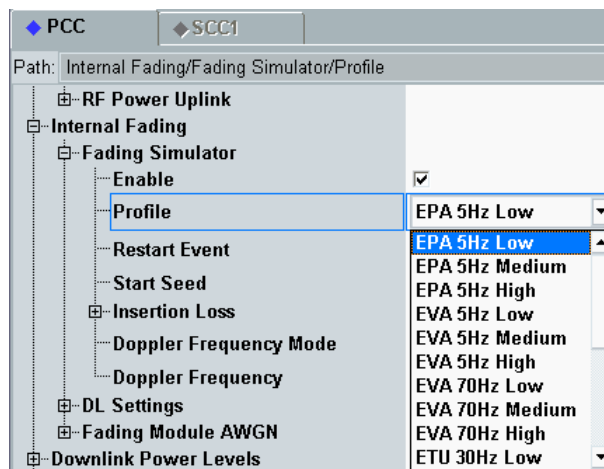 PCC
SCC1
Path: Internal Fading/Fading Simulator/Profile
RF Power Uplink
Internal Fading
Fading Simulator
Enable
Profile
EPA 5Hz Low
Restart Event
Start Seed
Insertion Loss
Doppler Frequency Mode
Doppler Frequency
DL Settings
Fading Module AWGN
Downlink Power Levels
EPA 5Hz Low
EPA 5Hz Medium
EPA 5Hz High
EVA 5Hz Low
EVA 5Hz Medium
EVA 5Hz High
EVA 70Hz Low
EVA 70Hz Medium
EVA 70Hz High
ETU 30Hz Low